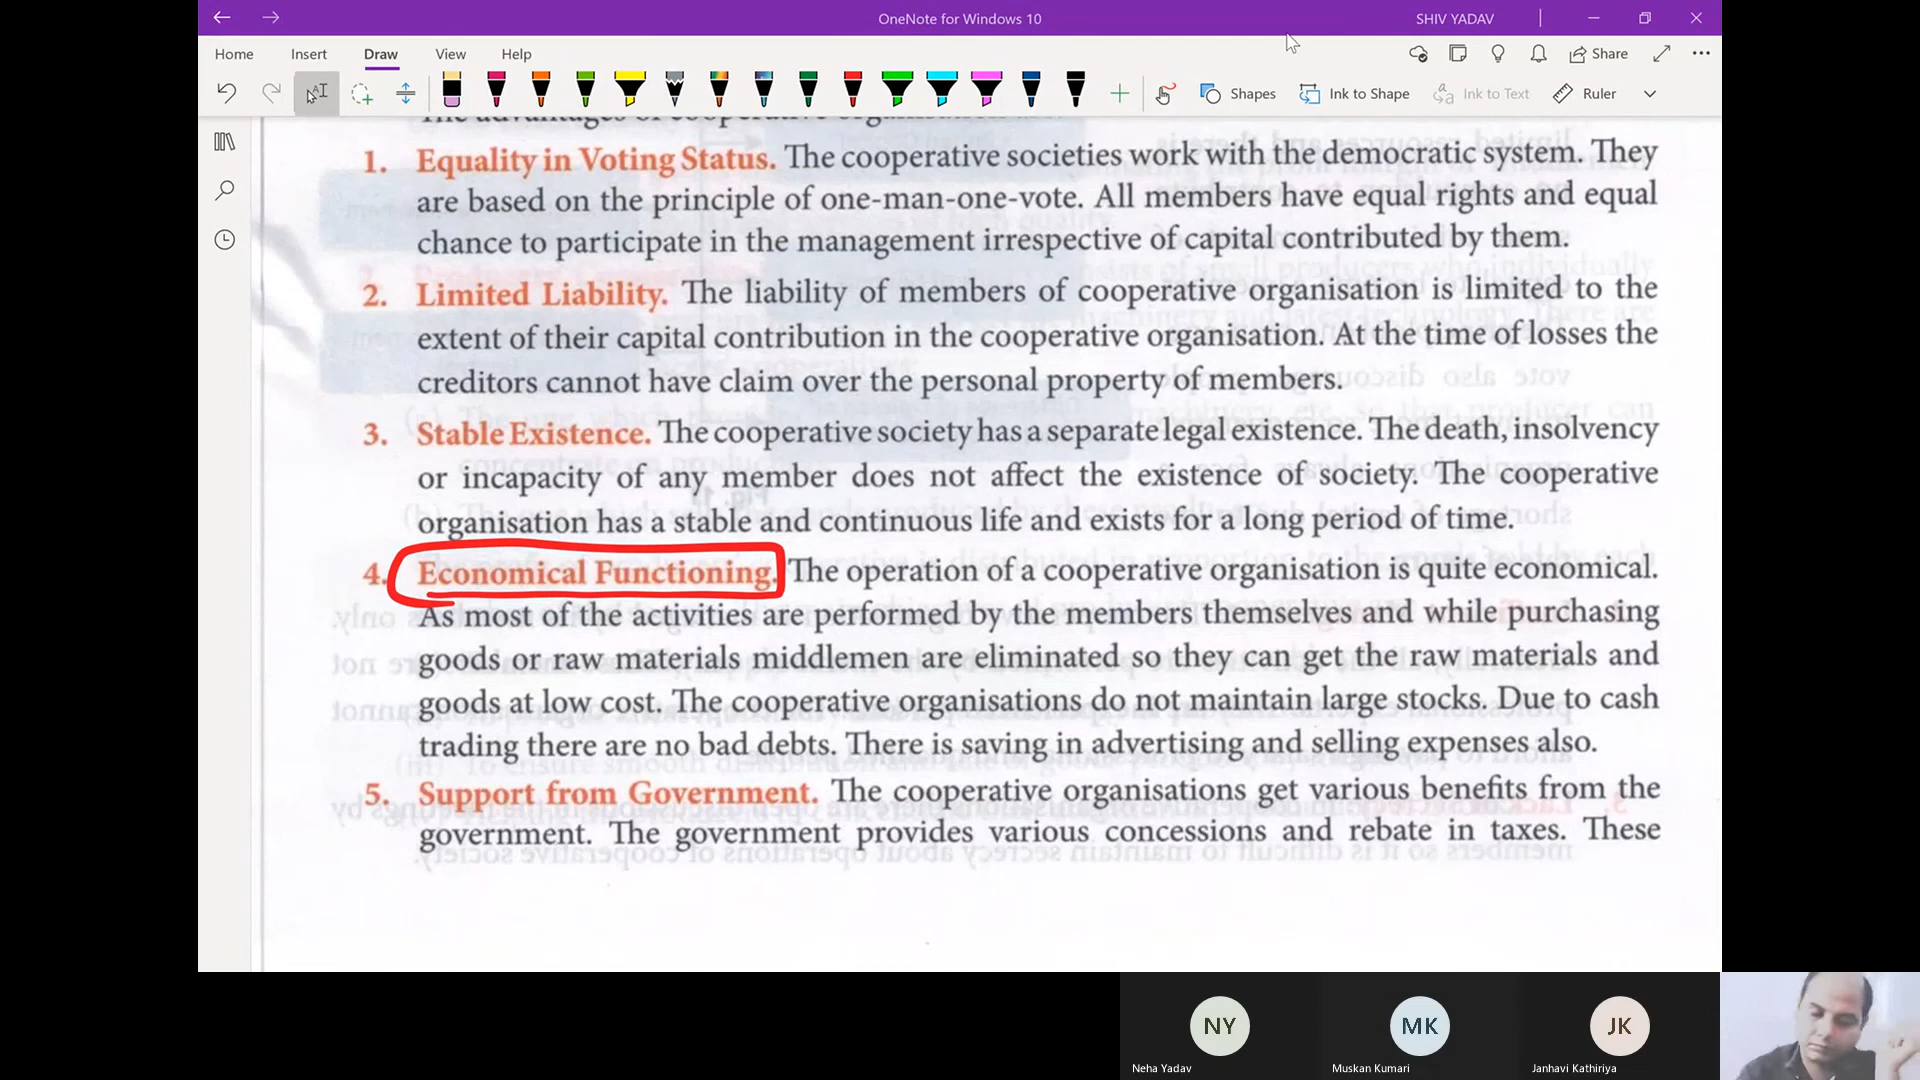 OneNote for Windows 10
SHIV YADAV
Home Insert Draw View Help
Share
Shapes Ink to Shape Ink to Text Ruler
The advantages of cooperative organisation are:
1. Equality in Voting Status. The cooperative societies work with the democratic system. They
are based on the principle of one-man-one-vote. All members have equal rights and equal
chance to participate in the management irrespective of capital contributed by them.
2. Limited Liability. The liability of members of cooperative organisation is limited to the
extent of their capital contribution in the cooperative organisation. At the time of losses the
creditors cannot have claim over the personal property of members.
3. Stable Existence. The cooperative society has a separate legal existence. The death, insolvency
or incapacity of any member does not affect the existence of society. The cooperative
organisation has a stable and continuous life and exists for a long period of time.
4. Economical Functioning. The operation of a cooperative organisation is quite economical.
As most of the activities are performed by the members themselves and while purchasing
goods or raw materials middlemen are eliminated so they can get the raw materials and
goods at low cost. The cooperative organisations do not maintain large stocks. Due to cash
trading there are no bad debts. There is saving in advertising and selling expenses also.
5. Support from Government. The cooperative organisations get various benefits from the
government. The government provides various concessions and rebate in taxes. These
NY MK JK
Neha Yadav Muskan Kumari Janhavi Kathiriya